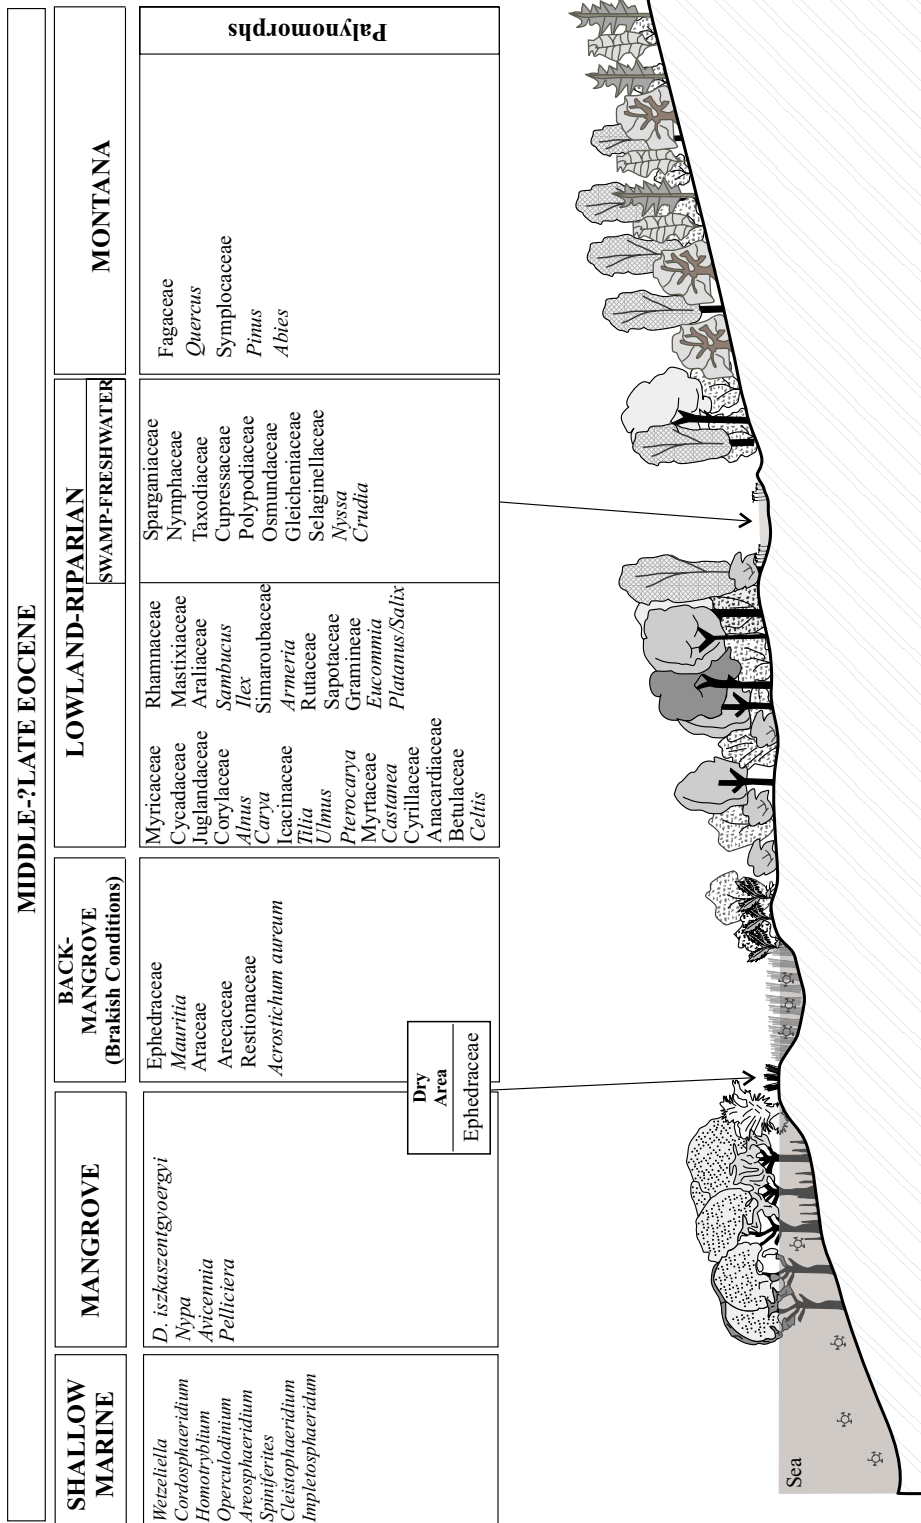 MIDDLE-?LATE EOCENE
SHALLOW
MARINE
MANGROVE
BACK-
MANGROVE
(Brakish Conditions)
LOWLAND-RIPARIAN
SWAMP-FRESHWATER
MONTANA
Palynomorphs
Wetzeliella
Cordosphaeridium
Homotryblium
Operculodinium
Areosphaeridium
Spiniferites
Cleistophaeridium
Impletosphaeridum
D. iszkaszentgyoergyi
Nypa
Avicennia
Pelliciera
Ephedraceae
Mauritia
Araceae
Arecaceae
Restionaceae
Acrostichum aureum
Dry
Area
Ephedraceae
Myricaceae
Cycadaceae
Juglandaceae
Corylaceae
Alnus
Carya
Icacinaceae
Tilia
Ulmus
Pterocarya
Myrtaceae
Castanea
Cyrillaceae
Anacardiaceae
Betulaceae
Celtis
Rhamnaceae
Mastixiaceae
Araliaceae
Sambucus
Ilex
Simaroubaceae
Armeria
Rutaceae
Sapotaceae
Gramineae
Eucommia
Platanus/Salix
Sparganiaceae
Nymphaceae
Taxodiaceae
Cupressaceae
Polypodiaceae
Osmundaceae
Gleicheniaceae
Selaginellaceae
Nyssa
Crudia
Fagaceae
Quercus
Symplocaceae
Pinus
Abies
Sea